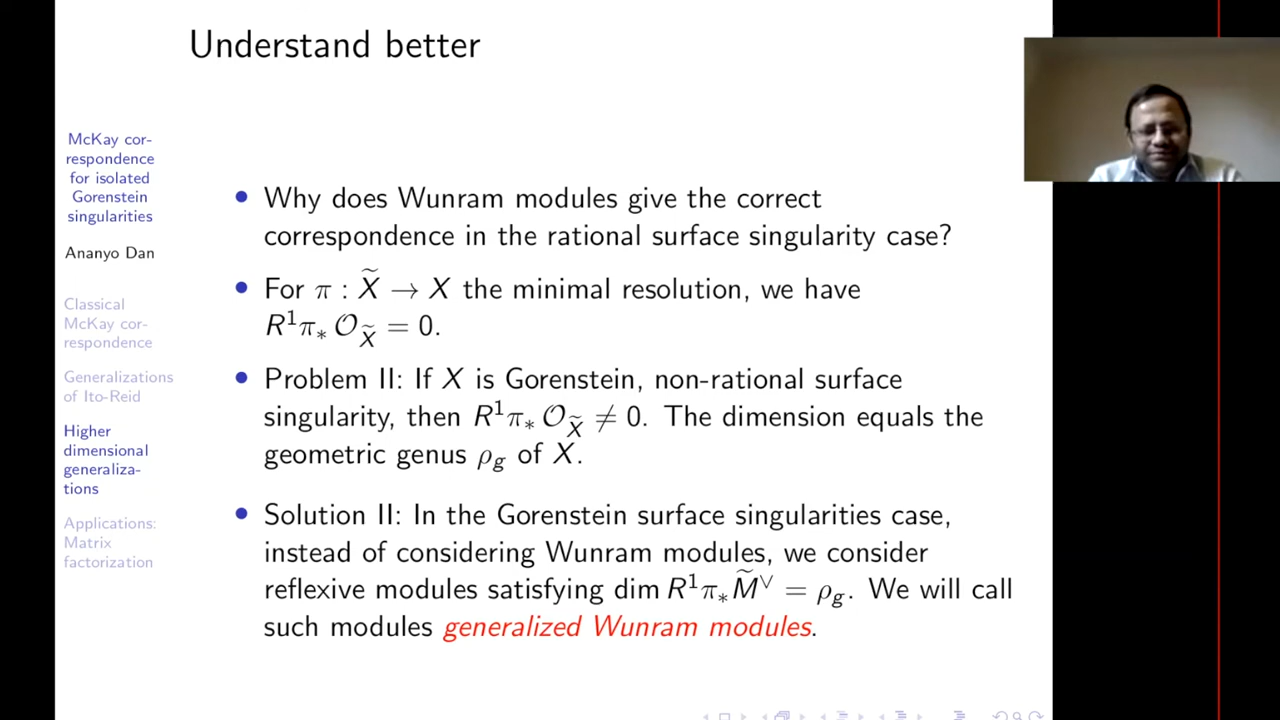 Understand better
McKay cor-
respondence
for isolated
Gorenstein
singularities
Ananyo Dan
Classical
McKay cor-
respondence
Generalizations
of Ito-Reid
Higher
dimensional
generaliza-
tions
Applications:
Matrix
factorization
• Why does Wunram modules give the correct
correspondence in the rational surface singularity case?
• For π : X̃ → X the minimal resolution, we have
R¹π∗ 𝒪_X̃ = 0.
• Problem II: If X is Gorenstein, non-rational surface
singularity, then R¹π∗ 𝒪_X̃ ≠ 0. The dimension equals the
geometric genus ρ_g of X.
• Solution II: In the Gorenstein surface singularities case,
instead of considering Wunram modules, we consider
reflexive modules satisfying dim R¹π∗M̃^∨ = ρ_g. We will call
such modules generalized Wunram modules.